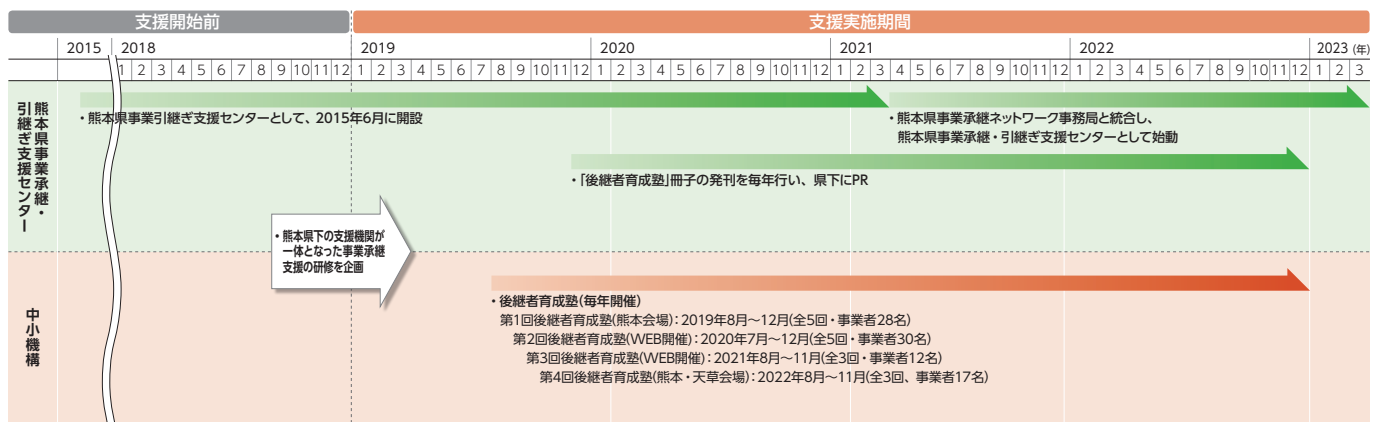 支援開始前
支援実施期間
2015 2018 2019 2020 2021 2022 2023 (年)
1 2 3 4 5 6 7 8 9 10 11 12 1 2 3 4 5 6 7 8 9 10 11 12 1 2 3 4 5 6 7 8 9 10 11 12 1 2 3 4 5 6 7 8 9 10 11 12 1 2 3 4 5 6 7 8 9 10 11 12 1 2 3
熊本県事業承継・
引継ぎ支援センター
・熊本県事業引継ぎ支援センターとして、2015年6月に開設
・熊本県事業承継ネットワーク事務局と統合し、
熊本県事業承継・引継ぎ支援センターとして始動
・「後継者育成塾」冊子の発刊を毎年行い、県下にPR
・熊本県下の支援機関が
一体となった事業承継
支援の研修を企画
中小機構
・後継者育成塾(毎年開催)
第1回後継者育成塾(熊本会場)：2019年8月～12月(全5回・事業者28名)
第2回後継者育成塾(WEB開催)：2020年7月～12月(全5回・事業者30名)
第3回後継者育成塾(WEB開催)：2021年8月～11月(全3回・事業者12名)
第4回後継者育成塾(熊本・天草会場)：2022年8月～11月(全3回、事業者17名)